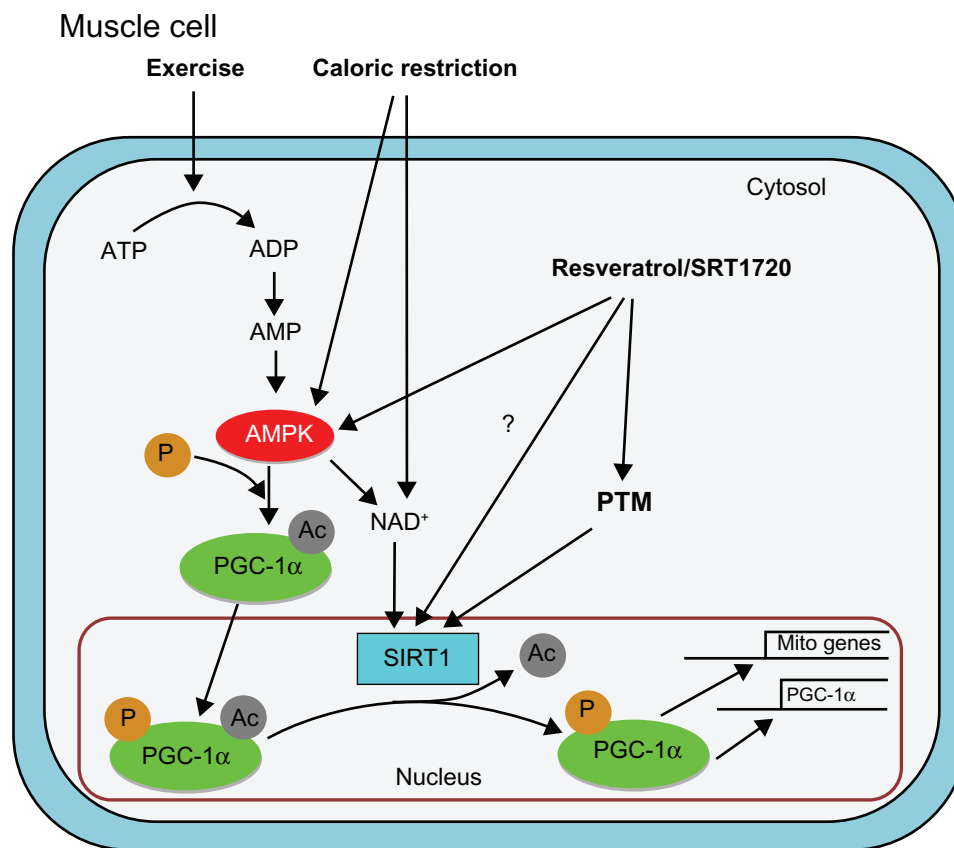 Muscle cell
Exercise
Caloric restriction
Cytosol
ATP
ADP
Resveratrol/SRT1720
AMP
AMPK
?
P
PTM
NAD⁺
Ac
PGC-1α
SIRT1
Ac
Mito genes
PGC-1α
P
Ac
PGC-1α
P
PGC-1α
Nucleus